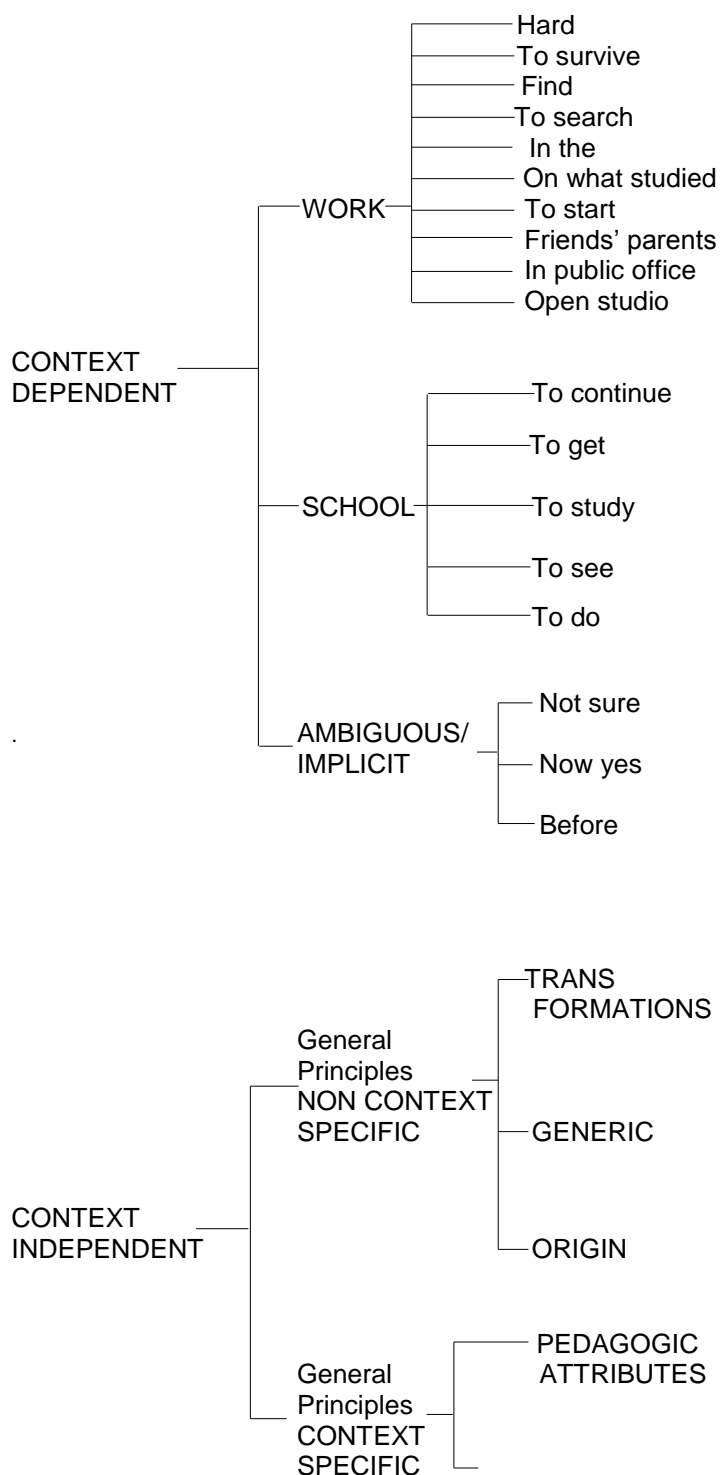 Hard
To survive
Find
To search
In the
On what studied
WORK
To start
Friends' parents
In public office
Open studio
CONTEXT
DEPENDENT
To continue
To get
SCHOOL
To study
To see
To do
AMBIGUOUS/
IMPLICIT
Not sure
Now yes
Before
.
TRANS
FORMATIONS
General
Principles
NON CONTEXT
SPECIFIC
GENERIC
ORIGIN
CONTEXT
INDEPENDENT
PEDAGOGIC
ATTRIBUTES
General
Principles
CONTEXT
SPECIFIC